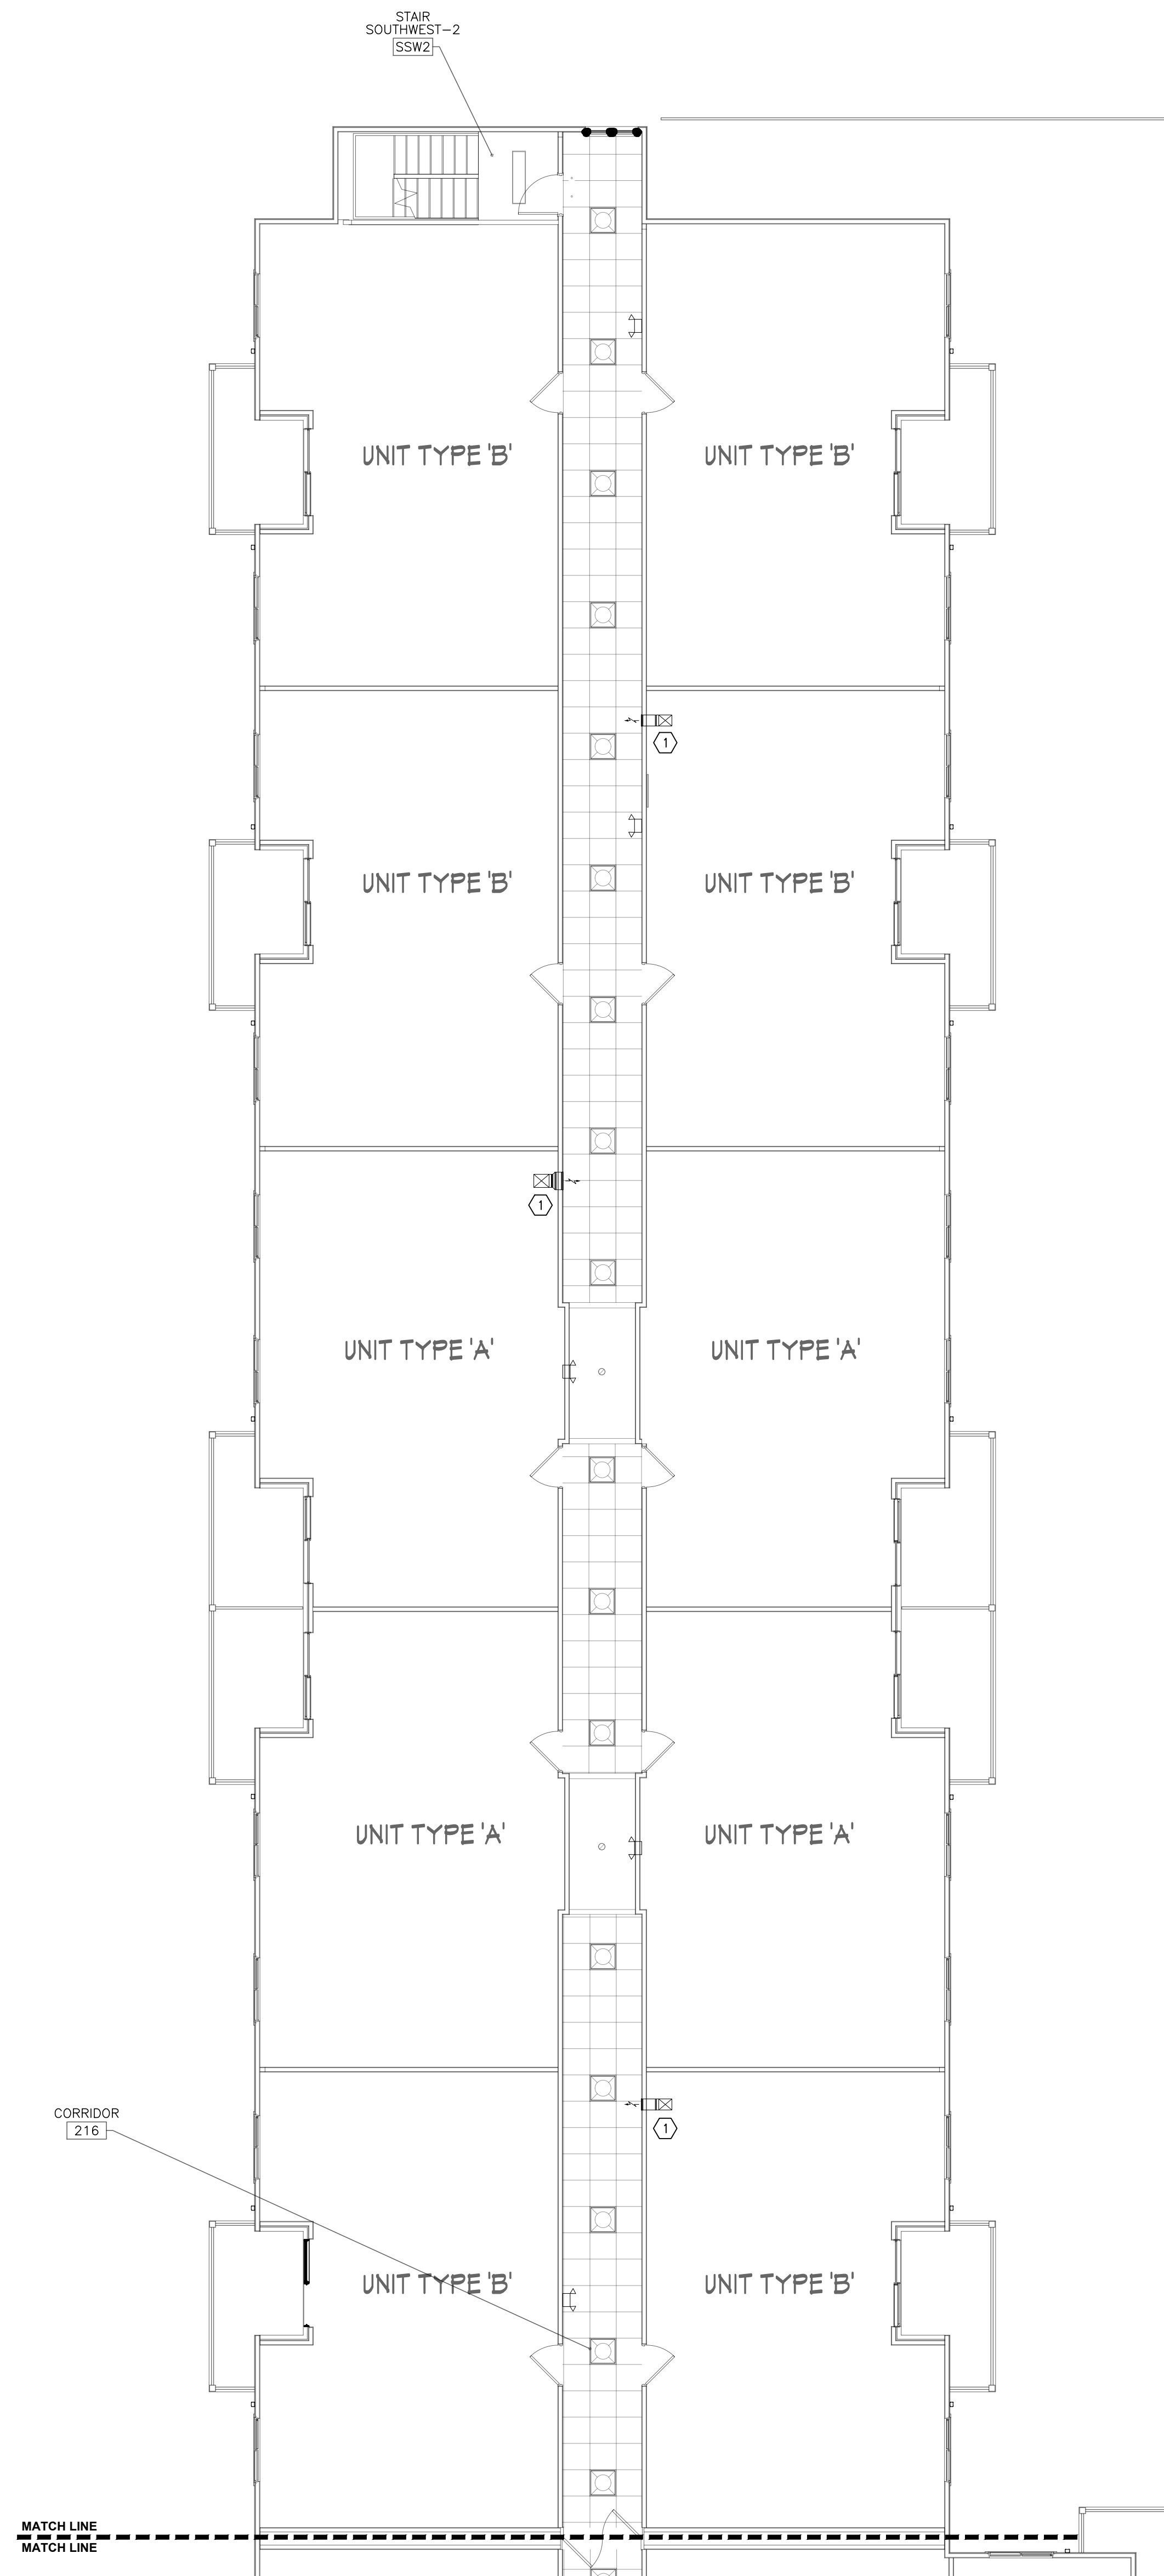 STAIR
SOUTHWEST-2
SSW2
UNIT TYPE 'B'
UNIT TYPE 'B'
1
UNIT TYPE 'B'
UNIT TYPE 'B'
1
UNIT TYPE 'A'
UNIT TYPE 'A'
UNIT TYPE 'A'
UNIT TYPE 'A'
CORRIDOR
216
1
UNIT TYPE 'B'
UNIT TYPE 'B'
MATCH LINE
MATCH LINE